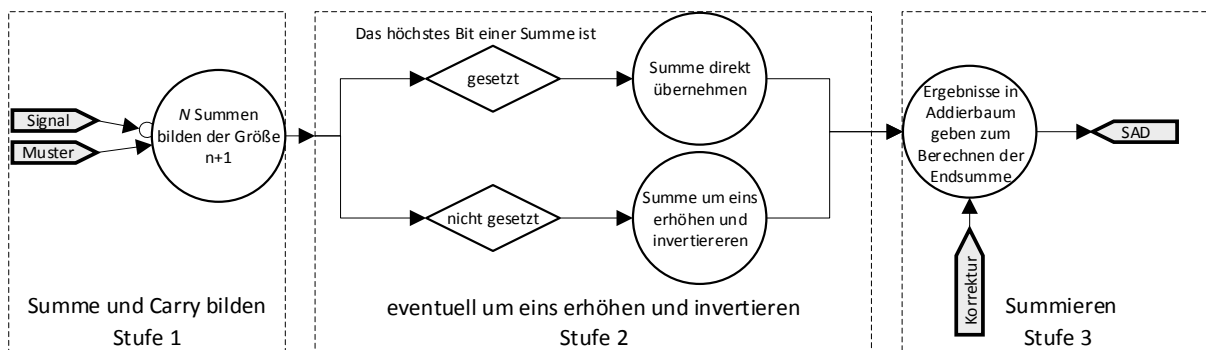 Signal
Muster
N Summen
bilden der Größe
n+1
Summe und Carry bilden
Stufe 1
Das höchstes Bit einer Summe ist
gesetzt
Summe direkt
übernehmen
nicht gesetzt
Summe um eins
erhöhen und
invertiereren
eventuell um eins erhöhen und invertieren
Stufe 2
Ergebnisse in
Addierbaum
geben zum
Berechnen der
Endsumme
SAD
Korrektur
Summieren
Stufe 3